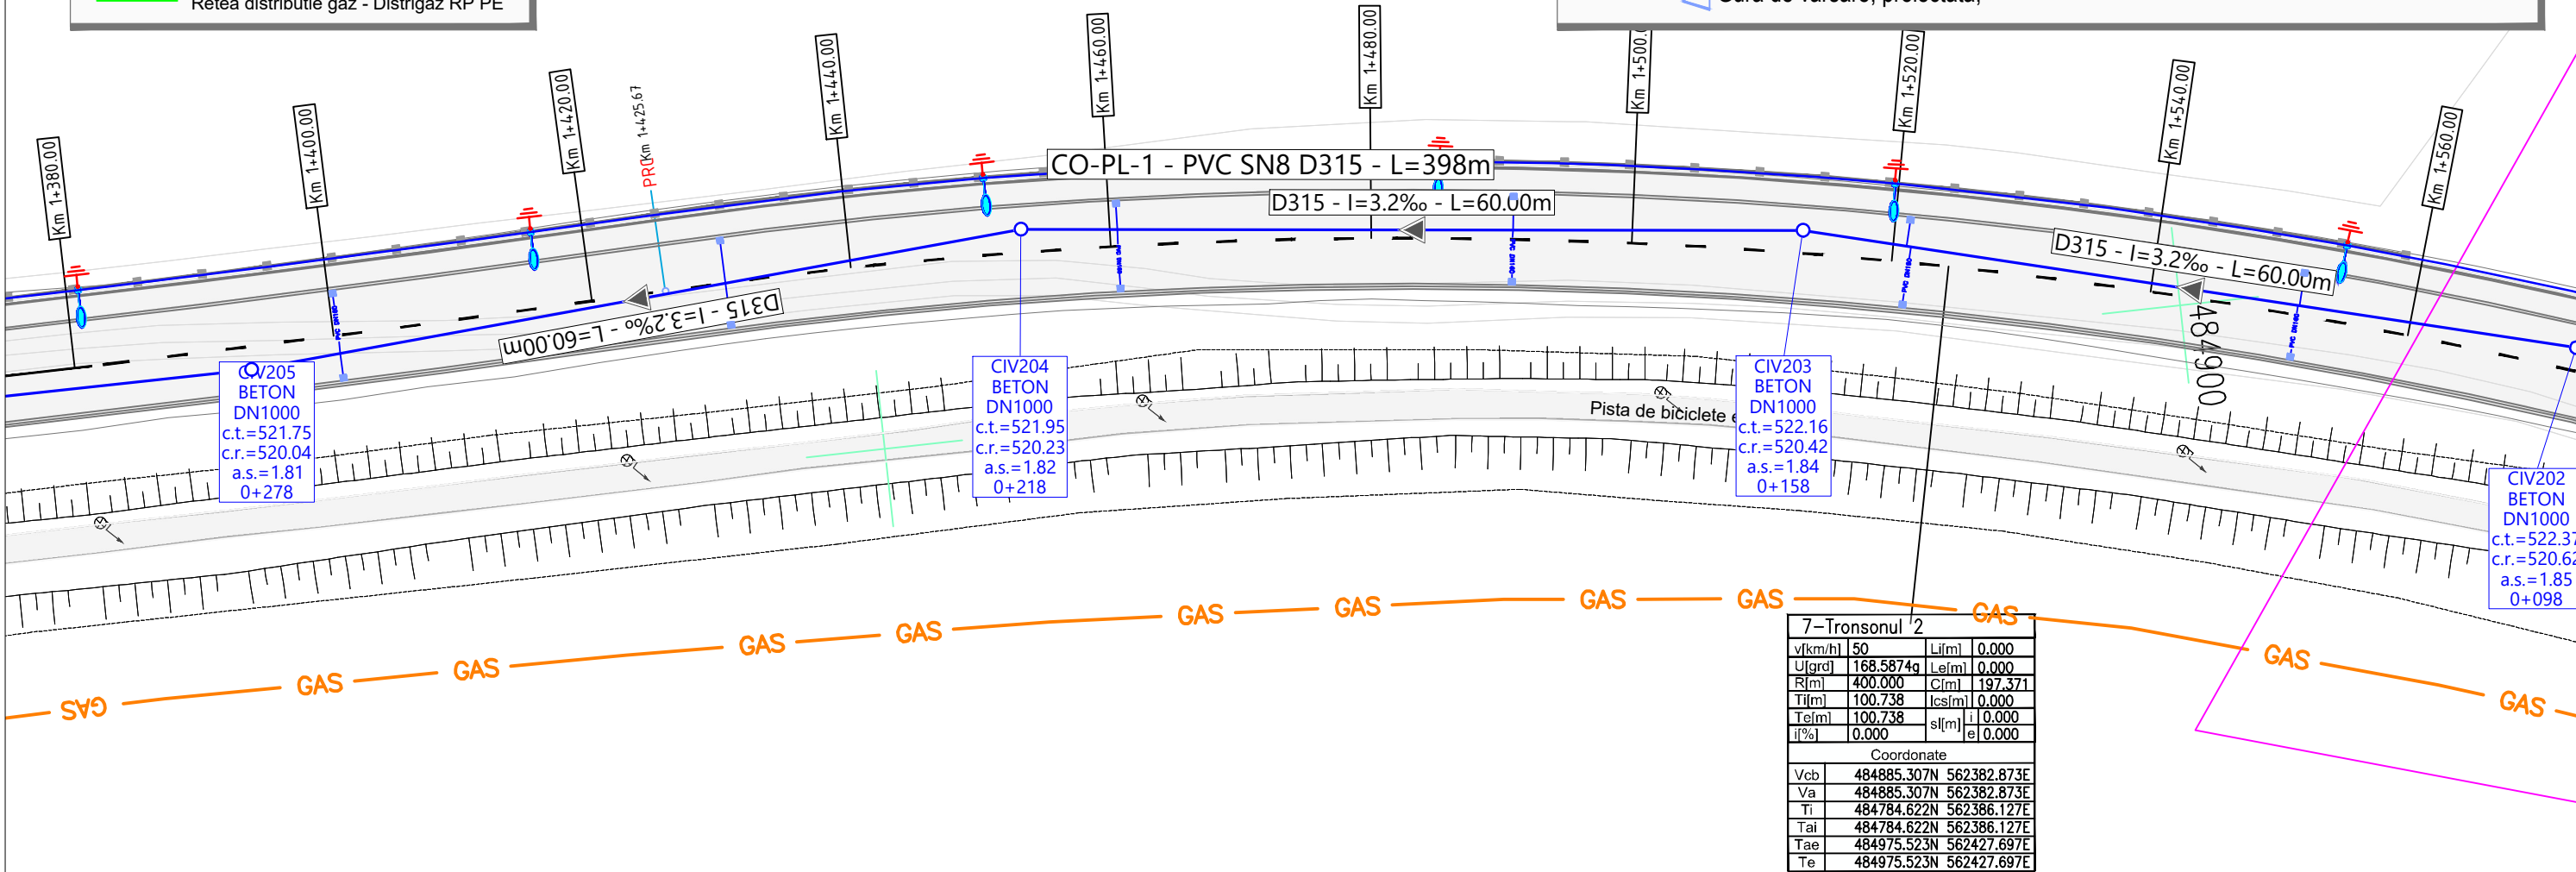 Retea distributie gaz - Distrigaz RP PE
Km 1+380.00
Km 1+400.00
Km 1+420.00
Km 1+425.67
Km 1+440.00
Km 1+460.00
Km 1+480.00
Km 1+520.00
Km 1+540.00
Km 1+560.00
CO-PL-1 - PVC SN8 D315 - L=398m
D315 - I=3.2‰ - L=60.00m
D315 - I=3.2‰ - L=60.00m
D315 - I=3.2‰ - L=60.00m
484900
CIV205
BETON
DN1000
c.t.=521.75
c.r.=520.04
a.s.=1.81
0+278
CIV204
BETON
DN1000
c.t.=521.95
c.r.=520.23
a.s.=1.82
0+218
CIV203
BETON
DN1000
c.t.=522.16
c.r.=520.42
a.s.=1.84
0+158
CIV202
BETON
DN1000
c.t.=522.37
c.r.=520.62
a.s.=1.85
0+098
Pista de biciclete
GAS
GAS
GAS
GAS
GAS
GAS
GAS
GAS
GAS
GAS
GAS
GAS
7-Tronsonul 2
v[km/h] 50 Li[m] 0.000
U[grd] 168.5874g Le[m] 0.000
R[m] 400.000 C[m] 197.371
Ti[m] 100.738 lcs[m] 0.000
Te[m] 100.738 sl[m] i 0.000
i[%] 0.000 e 0.000
Coordonate
Vcb 484885.307N 562382.873E
Va 484885.307N 562382.873E
Ti 484784.622N 562386.127E
Tai 484784.622N 562386.127E
Tae 484975.523N 562427.697E
Te 484975.523N 562427.697E